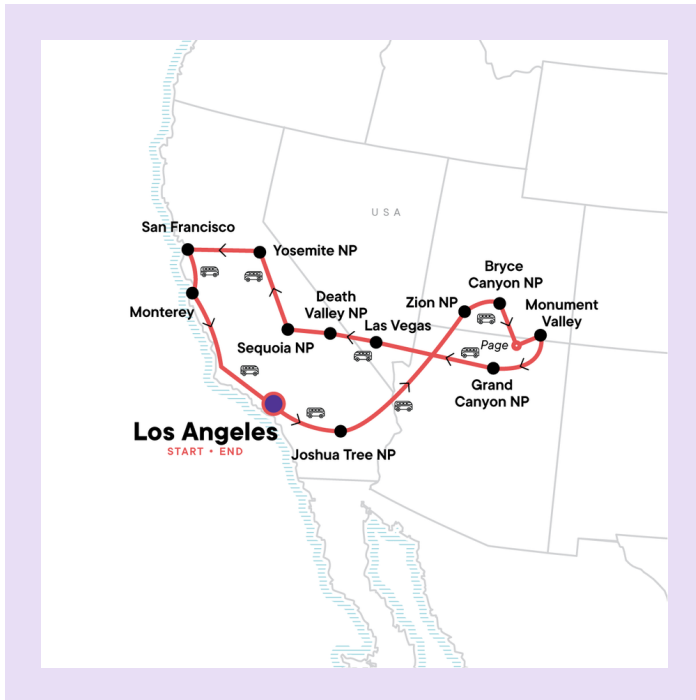 USA
San Francisco
Yosemite NP
Bryce
Canyon NP
Death
Valley NP
Zion NP
Monument
Valley
Monterey
Las Vegas
Sequoia NP
Page
Grand
Canyon NP
Los Angeles
START • END
Joshua Tree NP